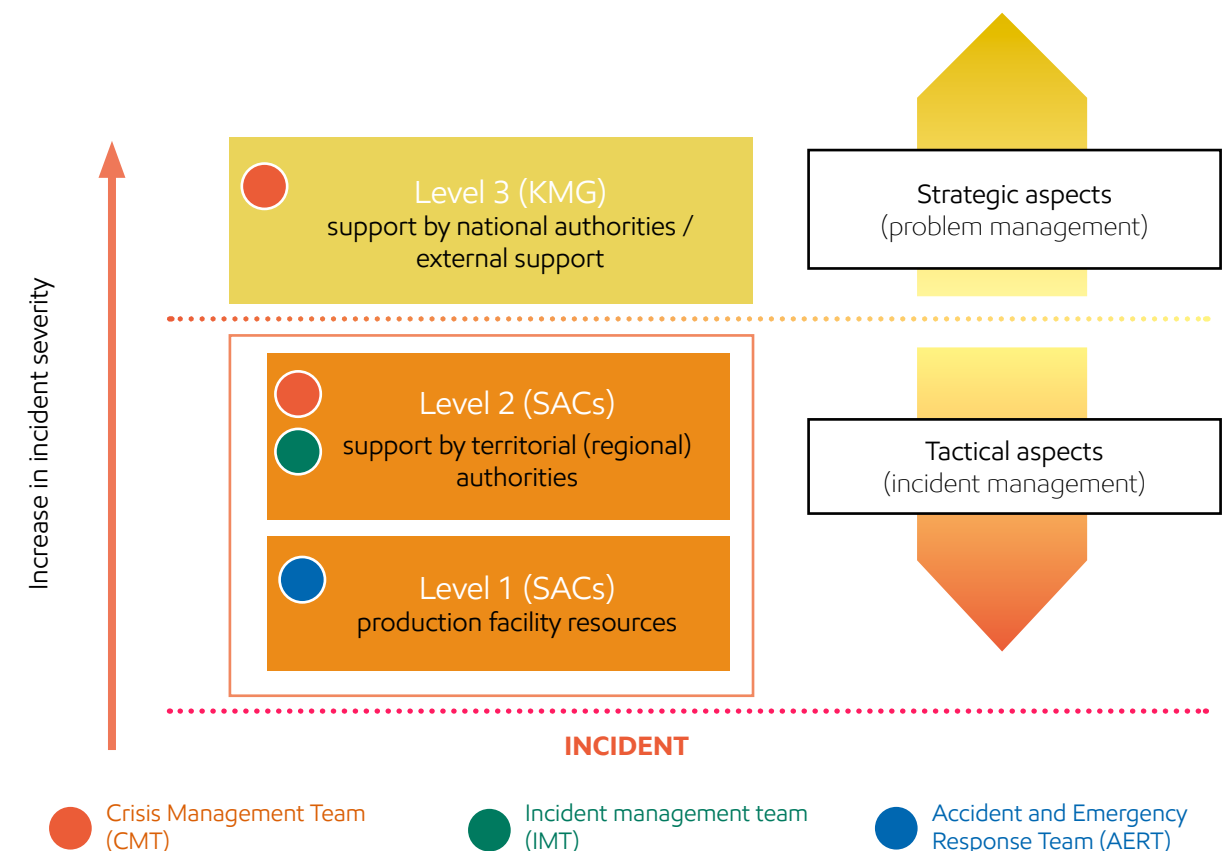 Increase in incident severity
Level 3 (KMG)
support by national authorities /
external support
Strategic aspects
(problem management)
Level 2 (SACs)
support by territorial (regional)
authorities
Tactical aspects
(incident management)
Level 1 (SACs)
production facility resources
INCIDENT
Crisis Management Team
(CMT)
Incident management team
(IMT)
Accident and Emergency
Response Team (AERT)